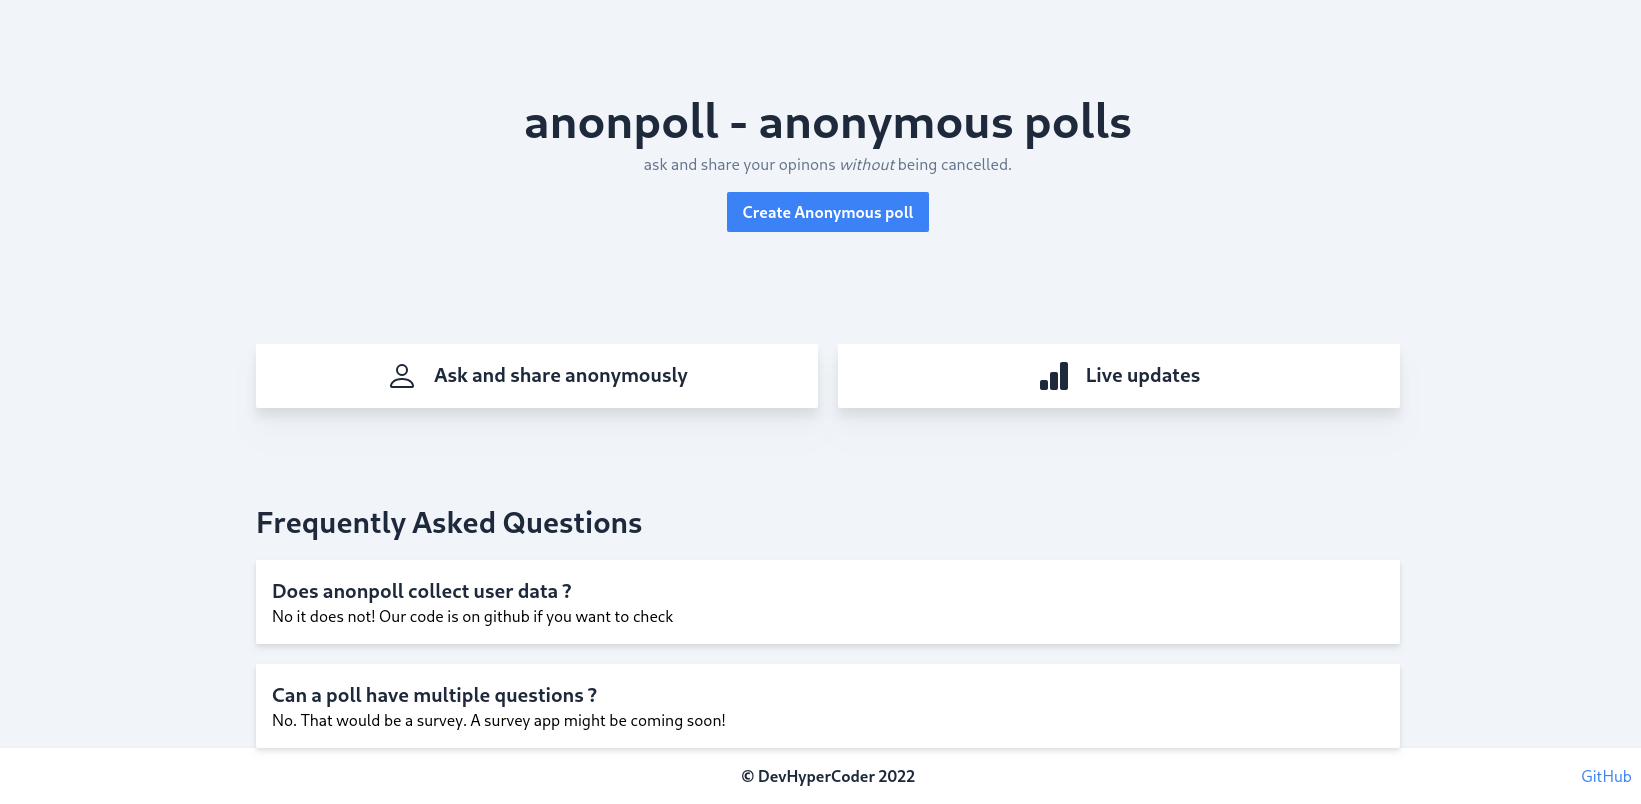 anonpoll - anonymous polls
ask and share your opinons without being cancelled.
Create Anonymous poll
Ask and share anonymously
Live updates
Frequently Asked Questions
Does anonpoll collect user data ?
No it does not! Our code is on github if you want to check
Can a poll have multiple questions ?
No. That would be a survey. A survey app might be coming soon!
© DevHyperCoder 2022
GitHub